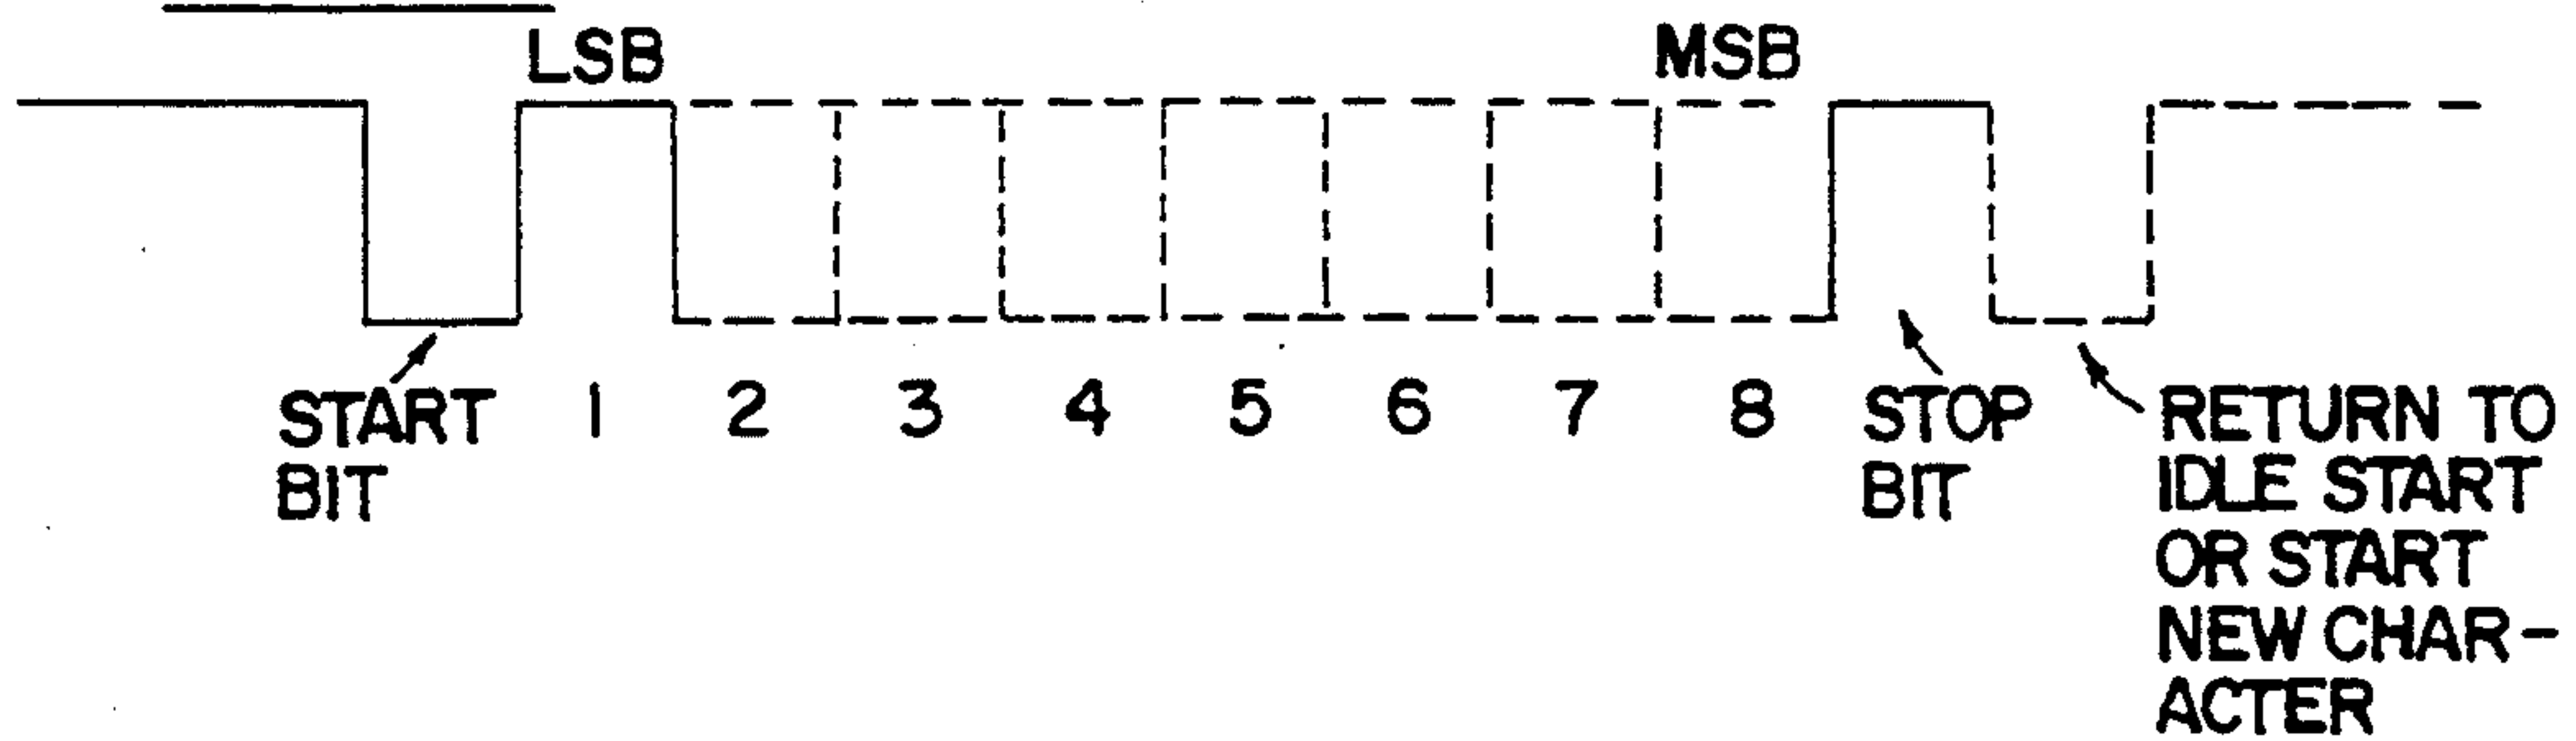 LSB
MSB
START
BIT
1 2 3 4 5 6 7 8
STOP
BIT
RETURN TO
IDLE START
OR START
NEW CHAR-
ACTER